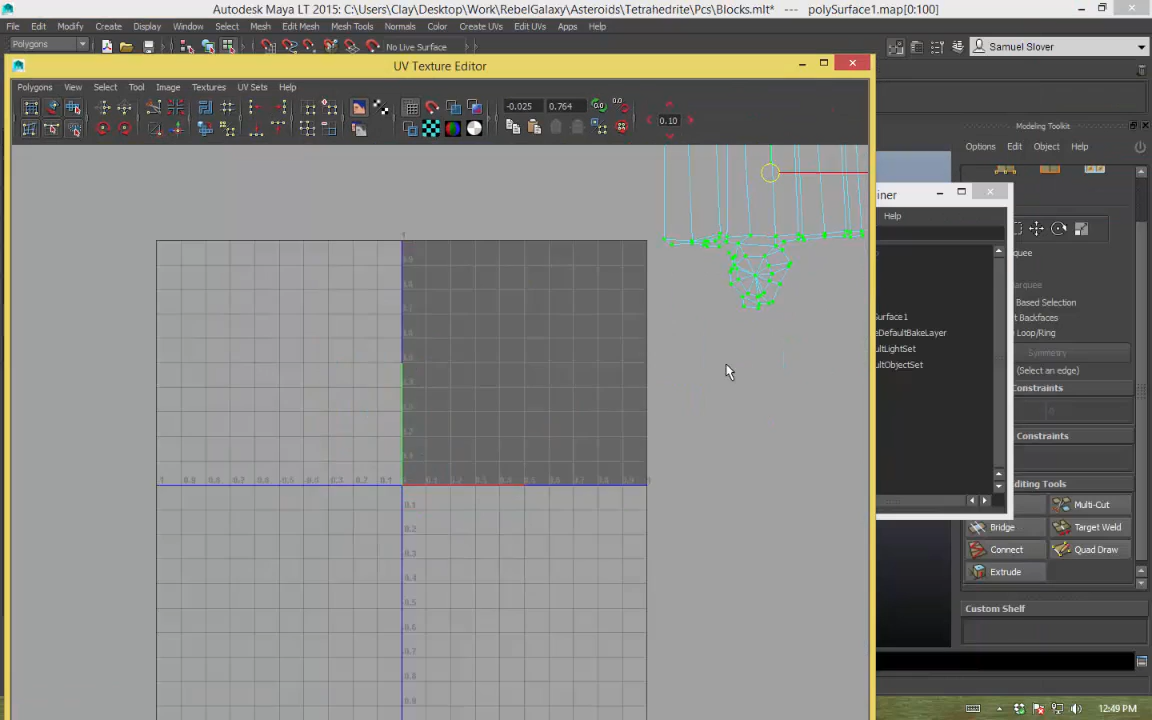 Autodesk Maya LT 2015: C:\Users\Clay\Desktop\Work\RebelGalaxy\Asteroids\Tetrahedrite\Pcs\Blocks.mlt* --- polySurface1.map[0:100]
File Edit Modify Create Display Window Select Mesh Edit Mesh Mesh Tools Normals Color Create UVs Edit UVs Apps Help
Polygons No Live Surface Samuel Slover
UV Texture Editor
Polygons View Select Tool Image Textures UV Sets Help
-0.025 0.764 0.10
Modeling Toolkit
Options Edit Object Help
iner
Help
Surface1
eDefaultBakeLayer
ultLightSet
ultObjectSet
Marquee
Based Selection
t Backfaces
Loop/Ring
Symmetry
(Select an edge)
Constraints
Constraints
diting Tools
Multi-Cut
Bridge Target Weld
Connect Quad Draw
Extrude
Custom Shelf
12:49 PM